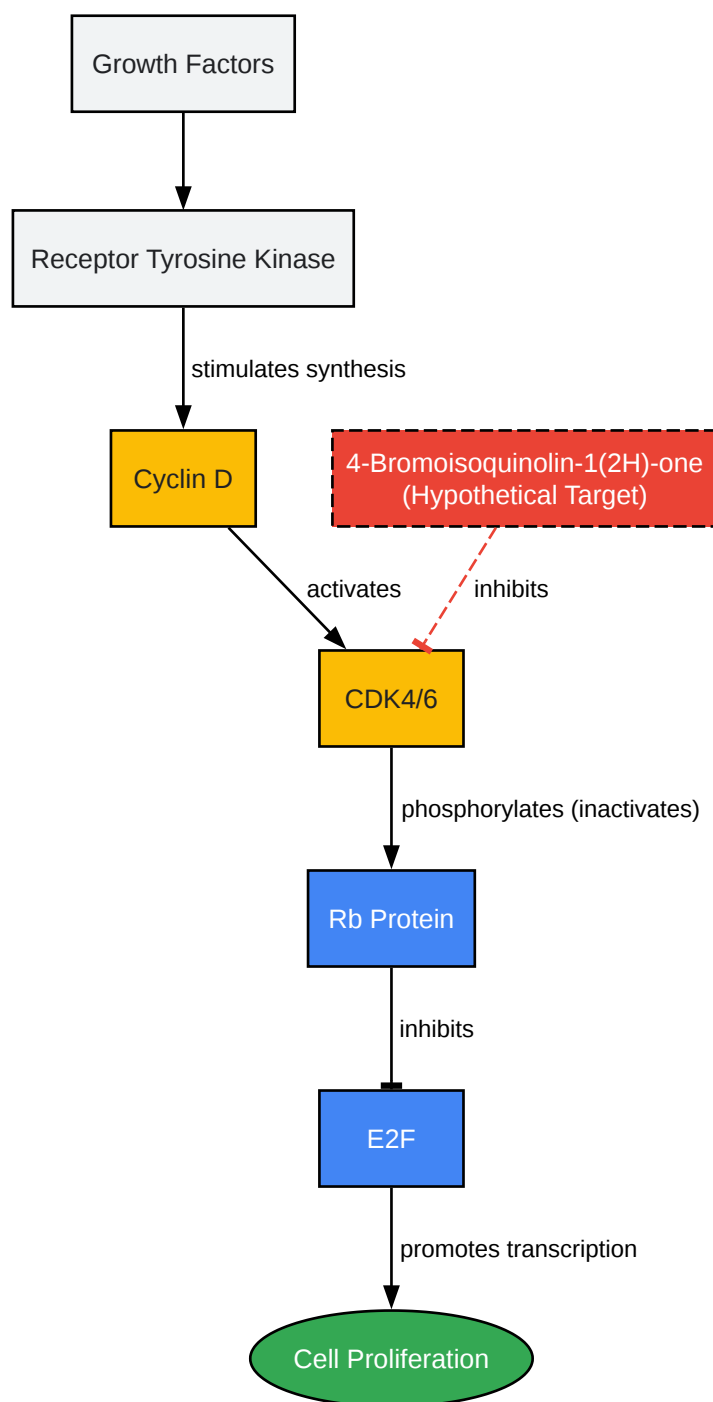 Growth Factors
Receptor Tyrosine Kinase
stimulates synthesis
Cyclin D
4-Bromoisoquinolin-1(2H)-one
(Hypothetical Target)
activates
inhibits
CDK4/6
phosphorylates (inactivates)
Rb Protein
inhibits
E2F
promotes transcription
Cell Proliferation